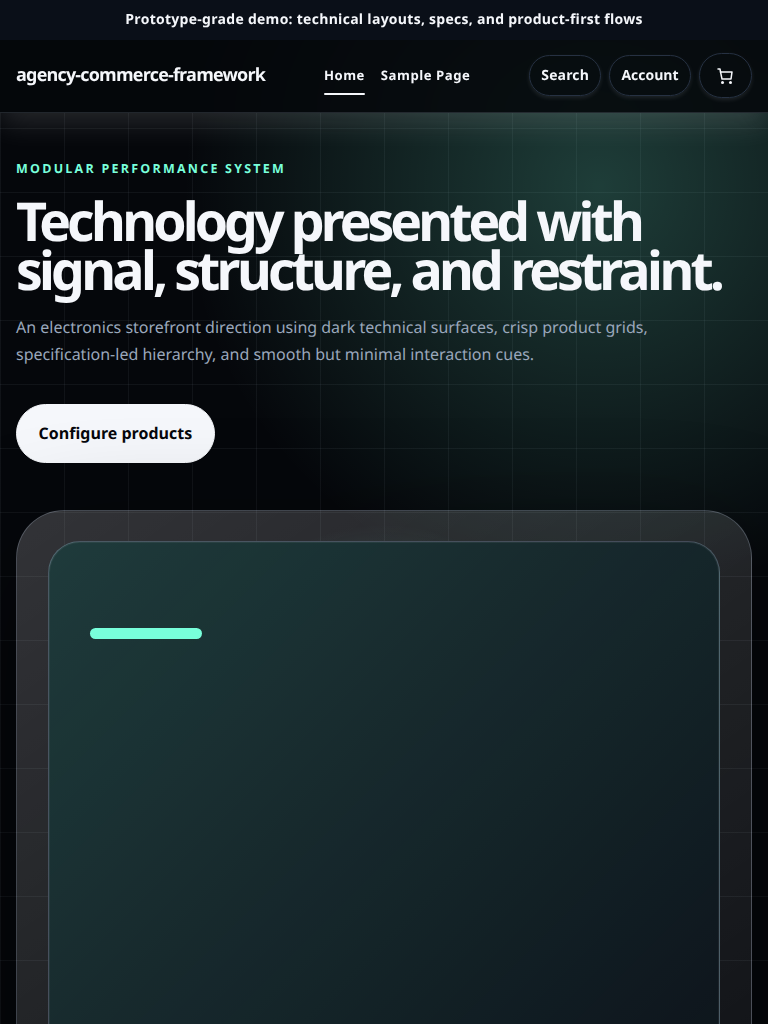 Prototype-grade demo: technical layouts, specs, and product-first flows
agency-commerce-framework
Home
Sample Page
Search
Account
MODULAR PERFORMANCE SYSTEM
Technology presented with
signal, structure, and restraint.
An electronics storefront direction using dark technical surfaces, crisp product grids,
specification-led hierarchy, and smooth but minimal interaction cues.
Configure products